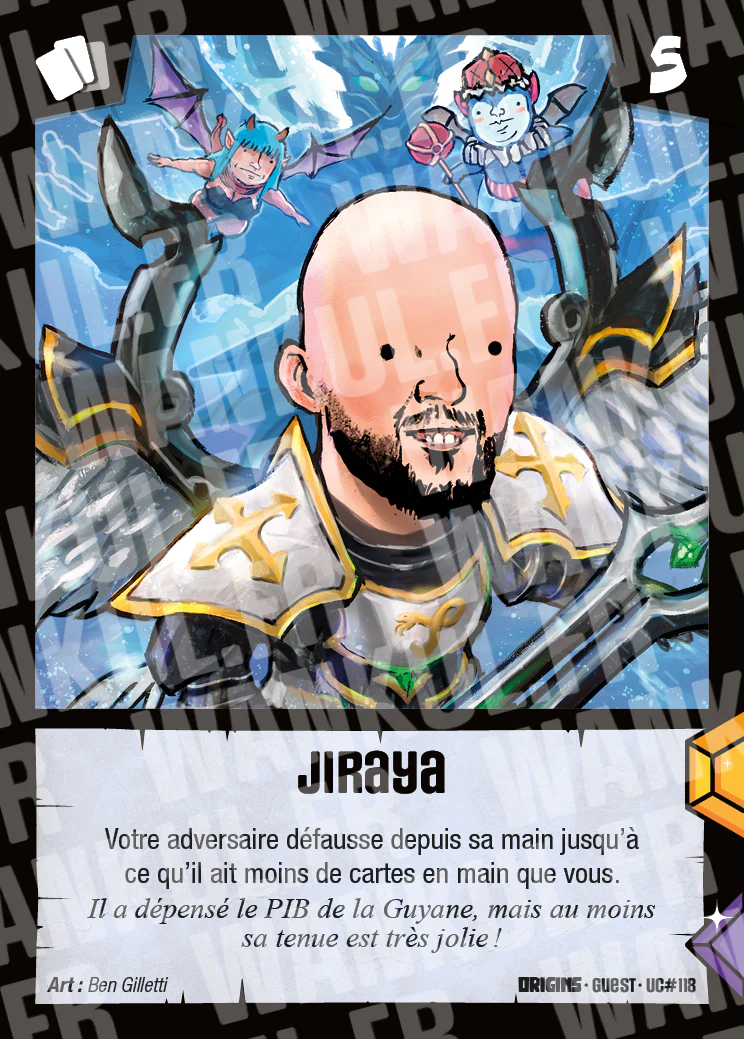 5
JIRAYA
Votre adversaire défausse depuis sa main jusqu'à
ce qu'il ait moins de cartes en main que vous.
Il a dépensé le PIB de la Guyane, mais au moins
sa tenue est très jolie !
Art : Ben Gilletti
ORIGINS · GUEST · UC#118
WANKUL.FR